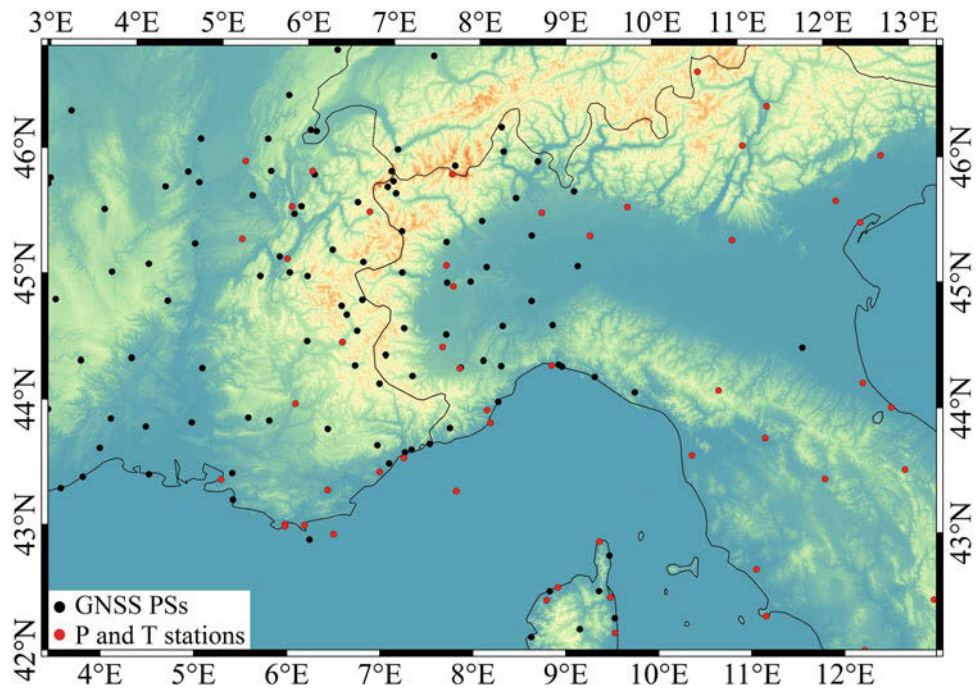 3°E 4°E 5°E 6°E 7°E 8°E 9°E 10°E 11°E 12°E 13°E
46°N 46°N
45°N 45°N
44°N 44°N
43°N 43°N
42°N 42°N
GNSS PSs
P and T stations
4°E 5°E 6°E 7°E 8°E 9°E 10°E 11°E 12°E